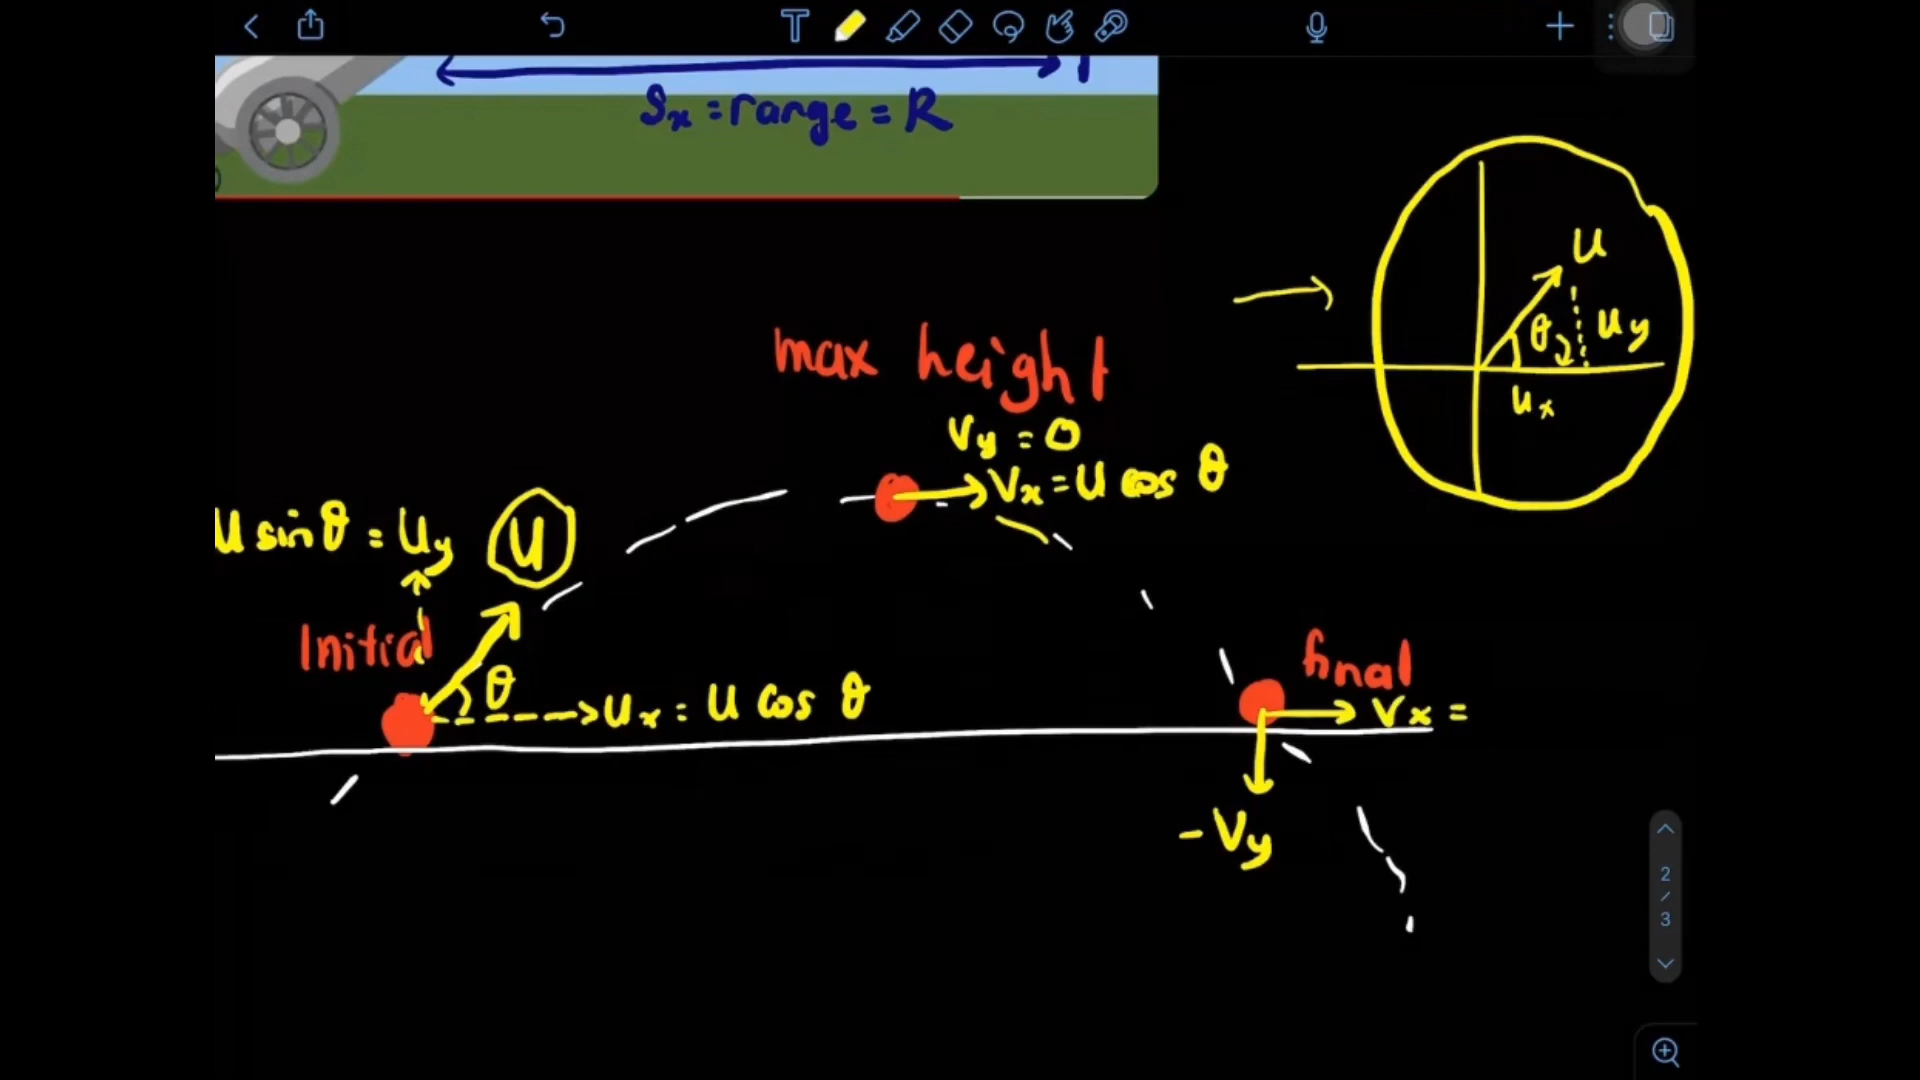 T
Sx = range = R
U
θ
uy
ux
max height
Vy = 0
Vx = U cos θ
U sinθ = Uy
U
Initial
θ
Ux = U cos θ
final
Vx =
- Vy
2
/
3